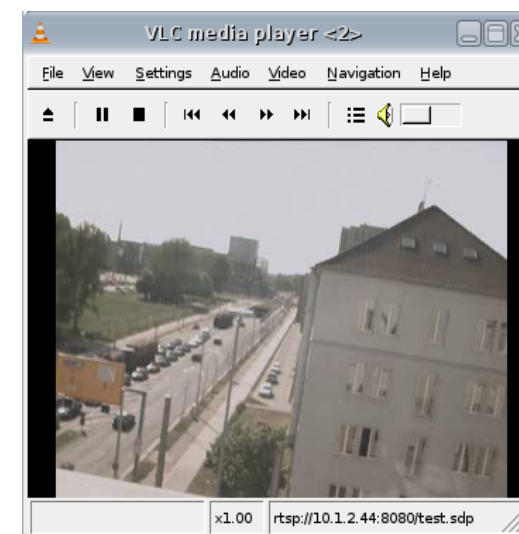 VLC media player <2>
File View Settings Audio Video Navigation Help
x1.00 rtsp://10.1.2.44:8080/test.sdp